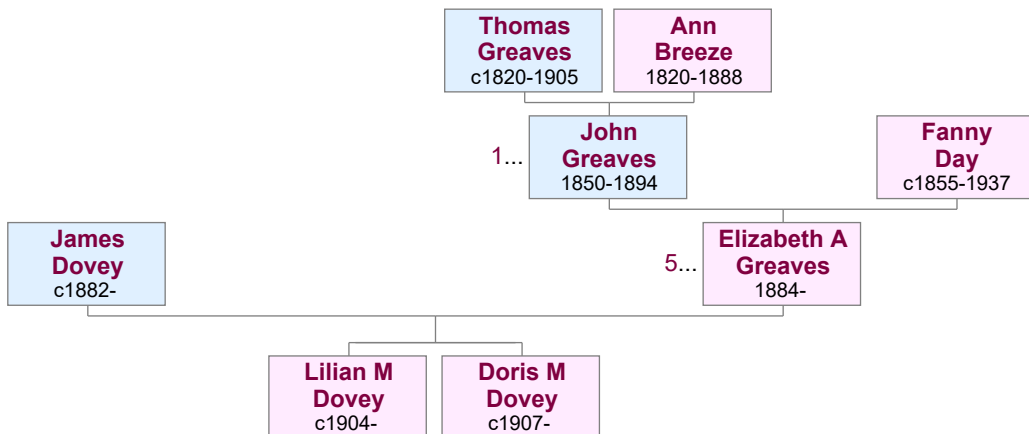 Thomas
Greaves
c1820-1905
Ann
Breeze
1820-1888
1...
John
Greaves
1850-1894
Fanny
Day
c1855-1937
James
Dovey
c1882-
5...
Elizabeth A
Greaves
1884-
Lilian M
Dovey
c1904-
Doris M
Dovey
c1907-